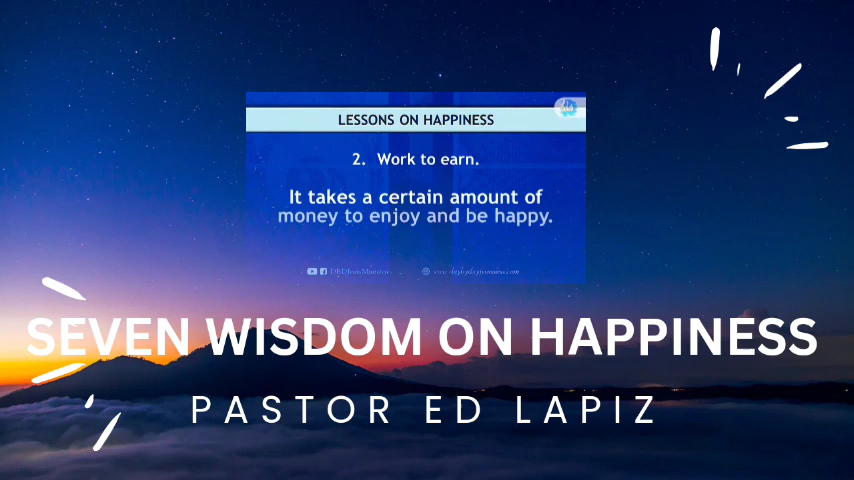 LESSONS ON HAPPINESS
2. Work to earn.
It takes a certain amount of
money to enjoy and be happy.
SEVEN WISDOM ON HAPPINESS
PASTOR ED LAPIZ